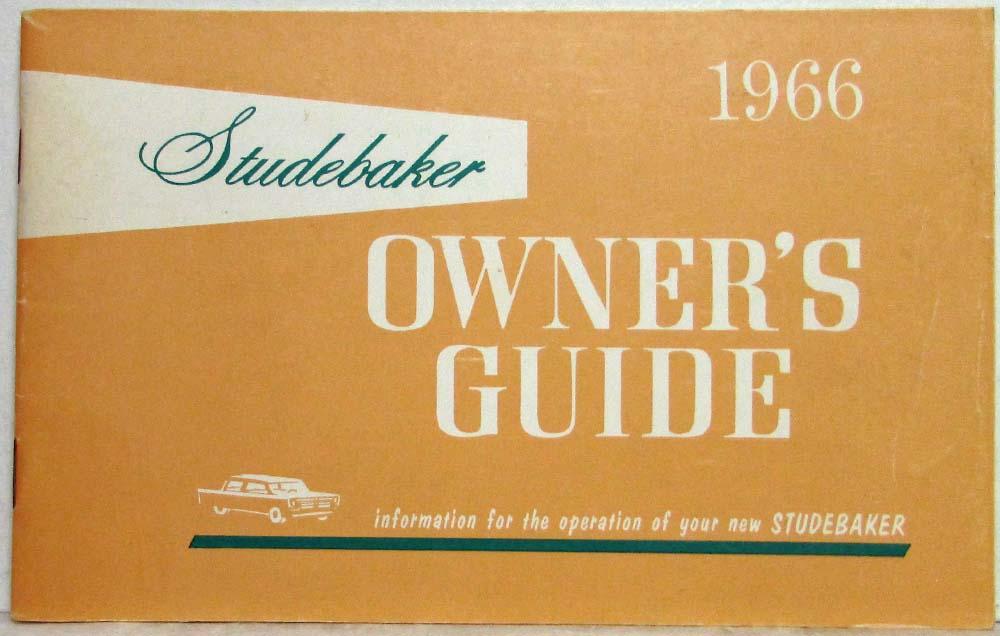 1966
Studebaker
OWNER'S
GUIDE
information for the operation of your new STUDEBAKER